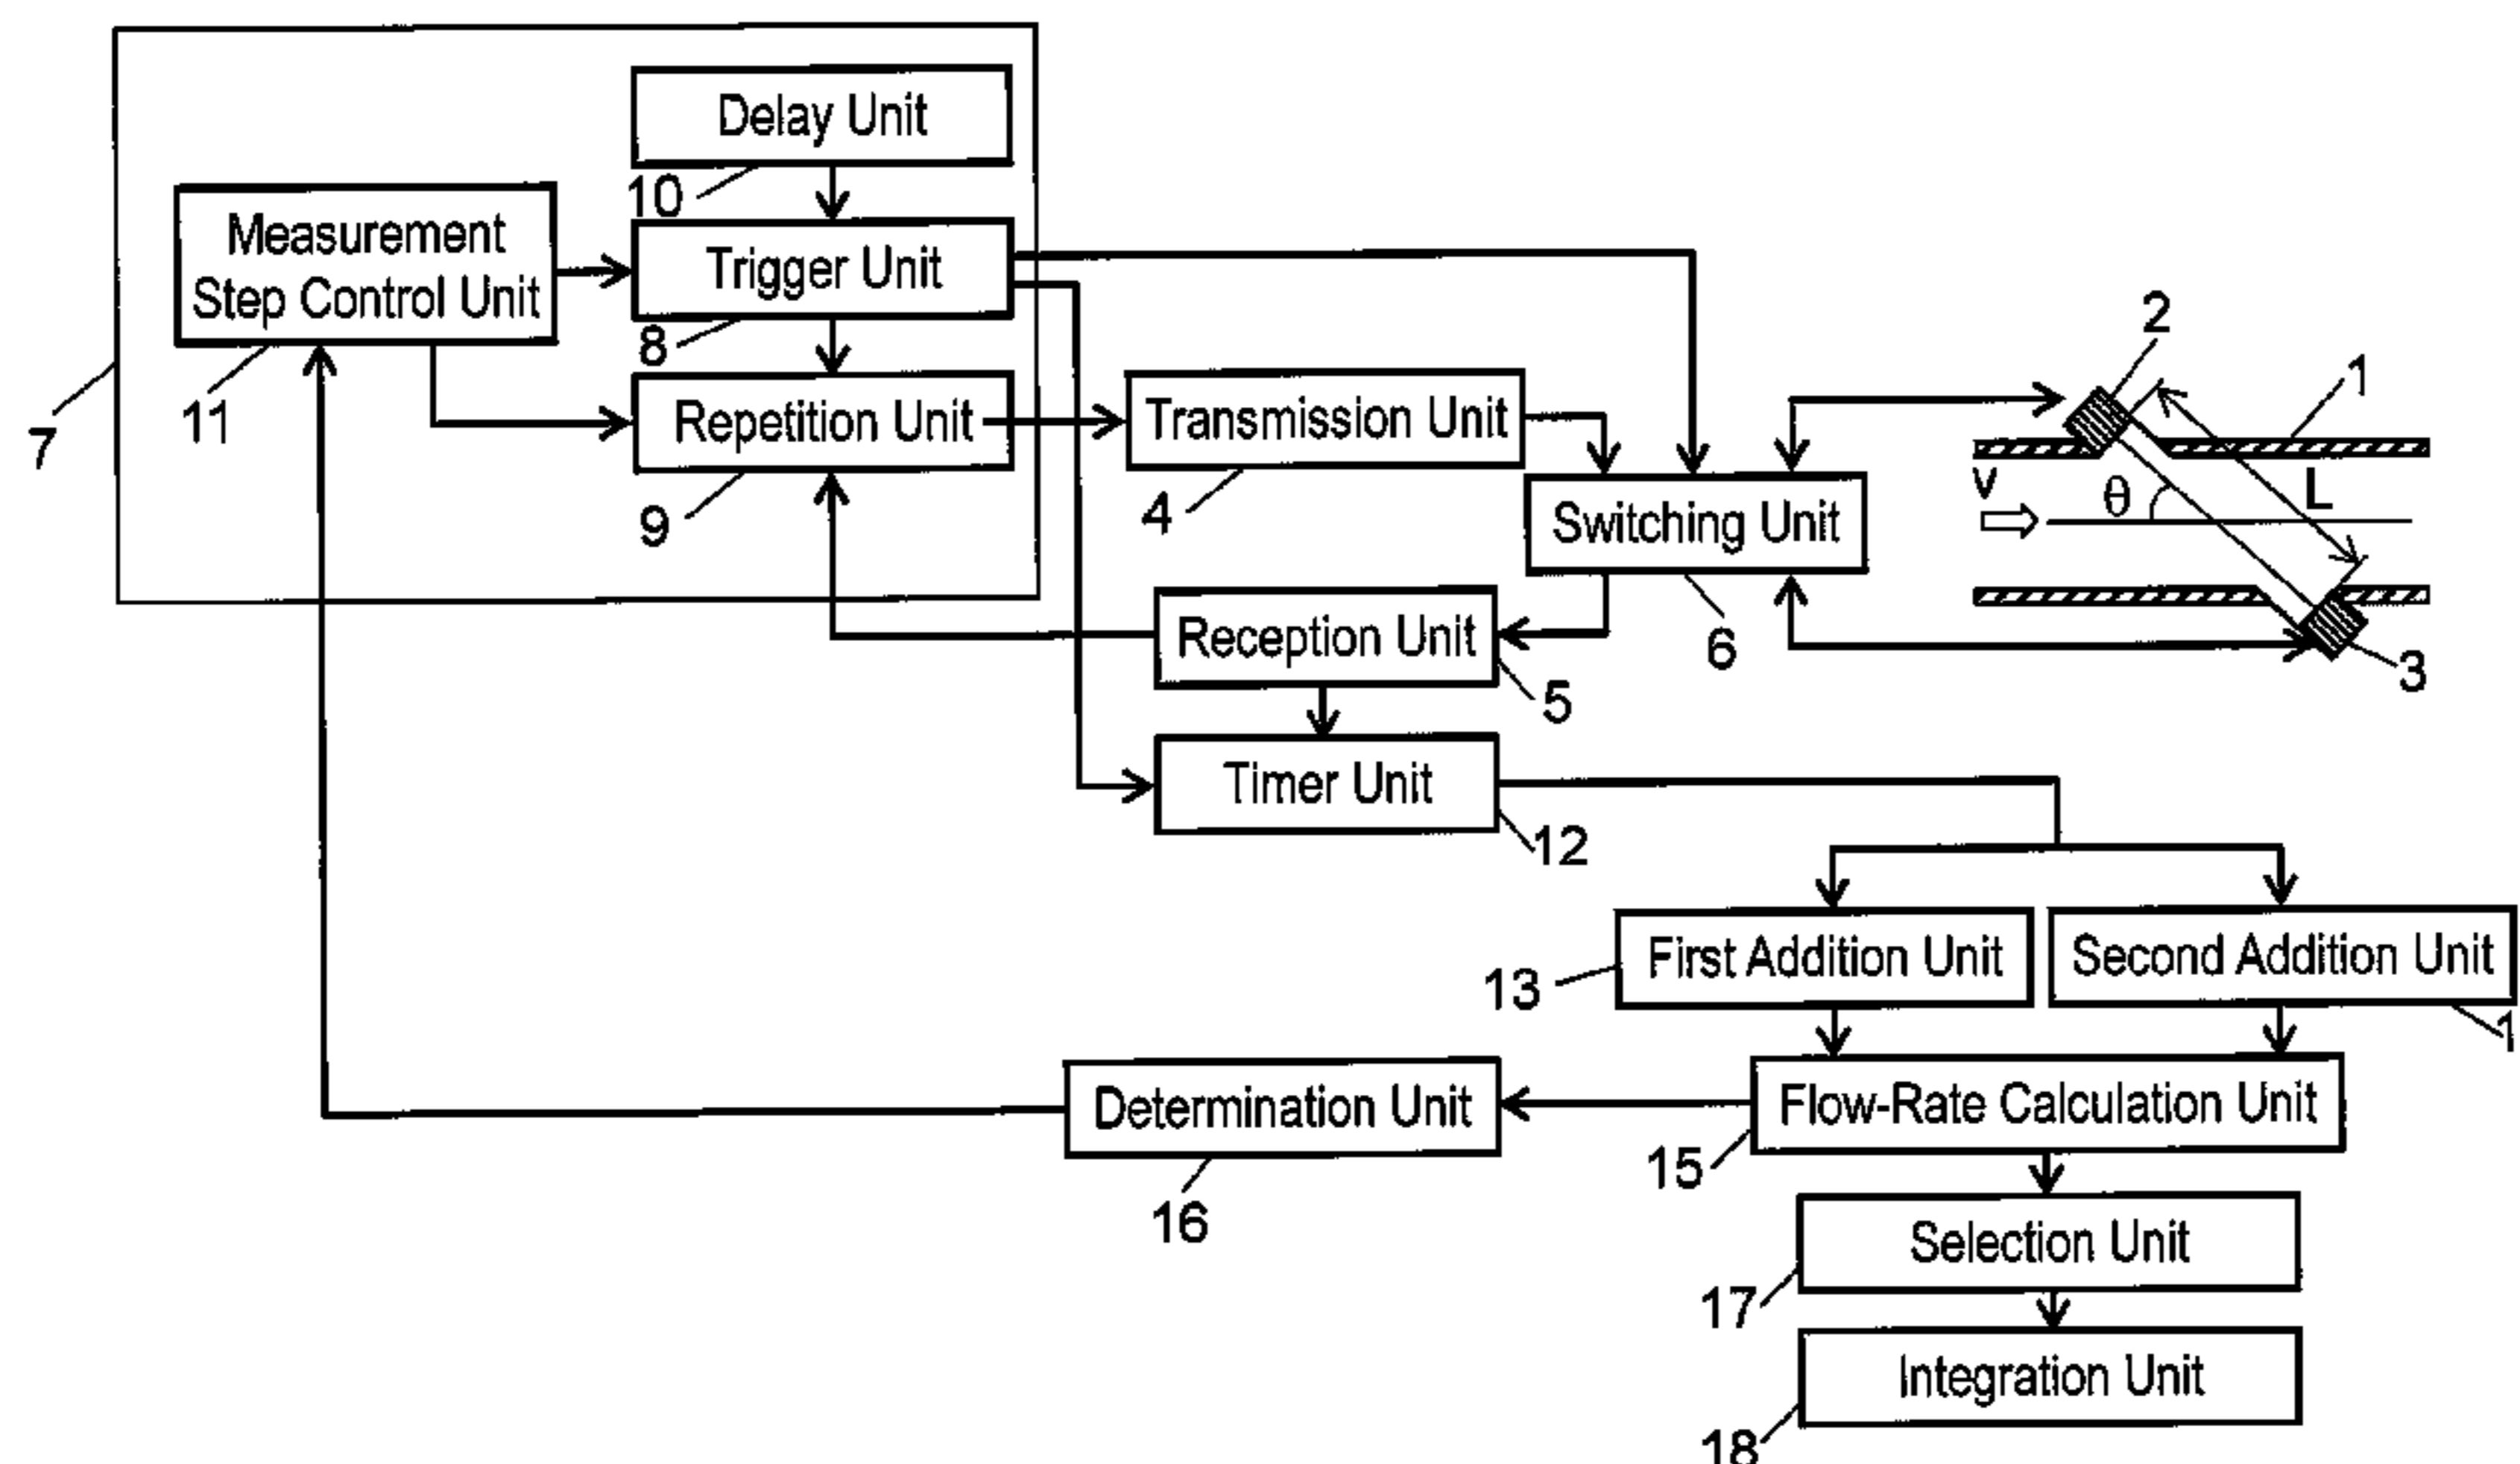 Delay Unit
10
Measurement
Step Control Unit
11
Trigger Unit
8
7
Repetition Unit
9
Transmission Unit
4
Switching Unit
6
2
1
V
θ
L
3
Reception Unit
5
Timer Unit
12
First Addition Unit
13
Second Addition Unit
1
Determination Unit
16
Flow-Rate Calculation Unit
15
Selection Unit
17
Integration Unit
18